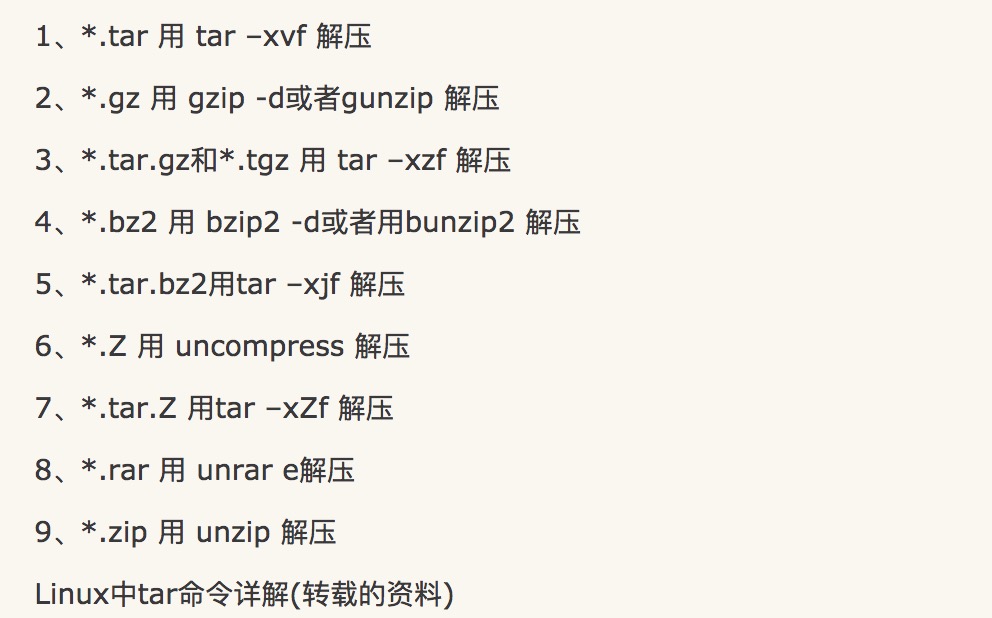 1、*.tar 用 tar –xvf 解压
2、*.gz 用 gzip -d或者gunzip 解压
3、*.tar.gz和*.tgz 用 tar –xzf 解压
4、*.bz2 用 bzip2 -d或者用bunzip2 解压
5、*.tar.bz2用tar –xjf 解压
6、*.Z 用 uncompress 解压
7、*.tar.Z 用tar –xZf 解压
8、*.rar 用 unrar e解压
9、*.zip 用 unzip 解压
Linux中tar命令详解(转载的资料)